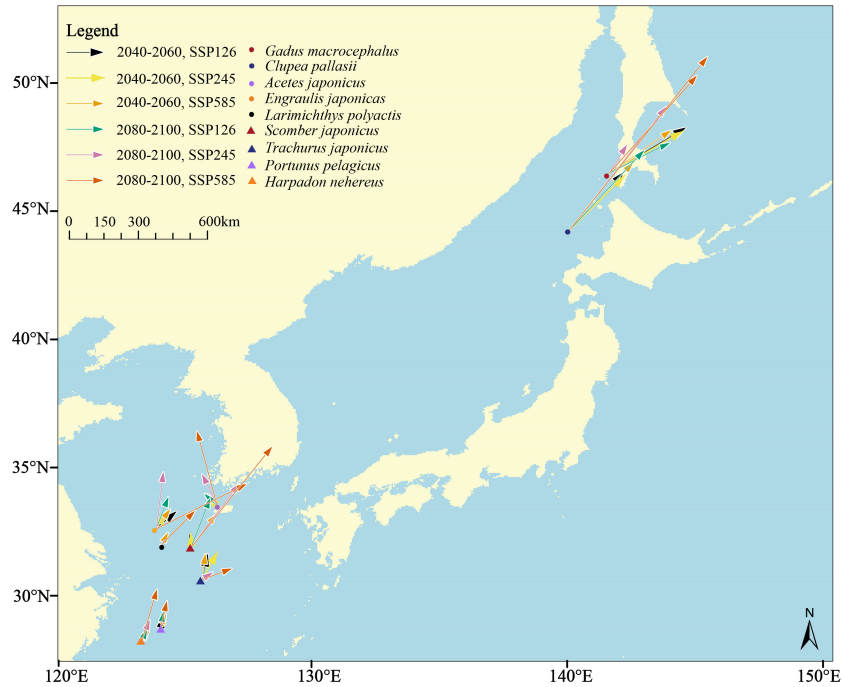 Legend
2040-2060, SSP126
2040-2060, SSP245
2040-2060, SSP585
2080-2100, SSP126
2080-2100, SSP245
2080-2100, SSP585
Gadus macrocephalus
Clupea pallasii
Acetes japonicus
Engraulis japonicas
Larimichthys polyactis
Scomber japonicus
Trachurus japonicus
Portunus pelagicus
Harpadon nehereus
0 150 300 600km
50°N
45°N
40°N
35°N
30°N
120°E 130°E 140°E 150°E
N